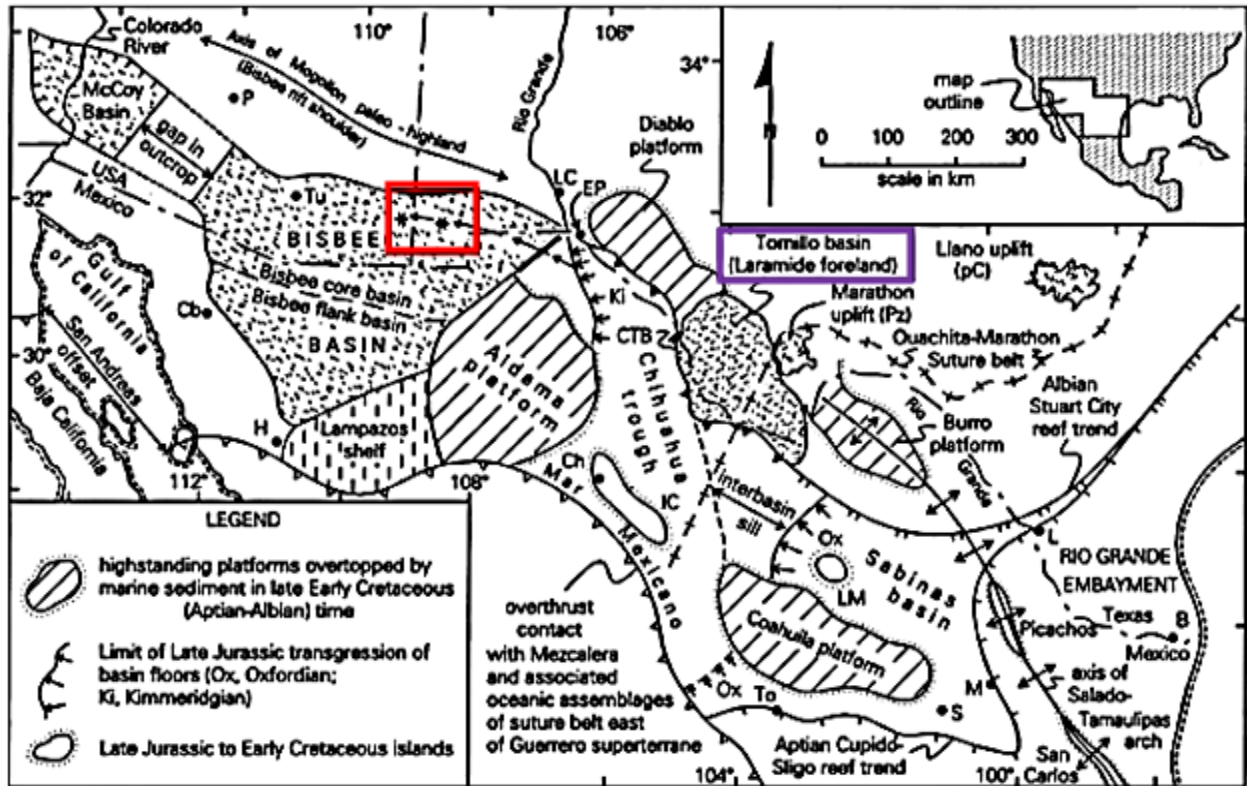 Colorado
River
110°
106°
34°
Axis of Mogollon paleo-highland
(Bisbee rift shoulder)
Rio Grande
McCoy
Basin
P
gap in
outcrop
Diablo
platform
map
outline
N
0 100 200 300
scale in km
USA
Mexico
LC
EP
32°
Tu
BISBEE
Tornillo basin
(Laramide foreland)
Llano uplift
(pC)
Gulf
of California
Bisbee core basin
Bisbee flank basin
BASIN
Cb
Ki
CTB
Marathon
uplift (Pz)
Ouachita-Marathon
Suture belt
30°
San Andreas
offset
Baja California
Aldama
platform
Chihuahua
trough
Albian
Stuart City
reef trend
Rio
Grande
Burro
platform
H
Lampazos
shelf
112°
108°
Ch
IC
Mar Mexicano
Interbasin
sill
Ox
LM
Sabinas
basin
L
RIO GRANDE
EMBAYMENT
Texas
Mexico
B
Picachos
Coahuila platform
overthrust
contact
with Mezcalera
and associated
oceanic assemblages
of suture belt east
of Guerrero superterrane
Ox
To
S
M
axis of
Salado-
Tamaulipas
arch
Aptian Cupido-
Sligo reef trend
San
Carlos
104°
100°
LEGEND
highstanding platforms overtopped by
marine sediment in late Early Cretaceous
(Aptian-Albian) time
Limit of Late Jurassic transgression of
basin floors (Ox, Oxfordian;
Ki, Kimmeridgian)
Late Jurassic to Early Cretaceous islands